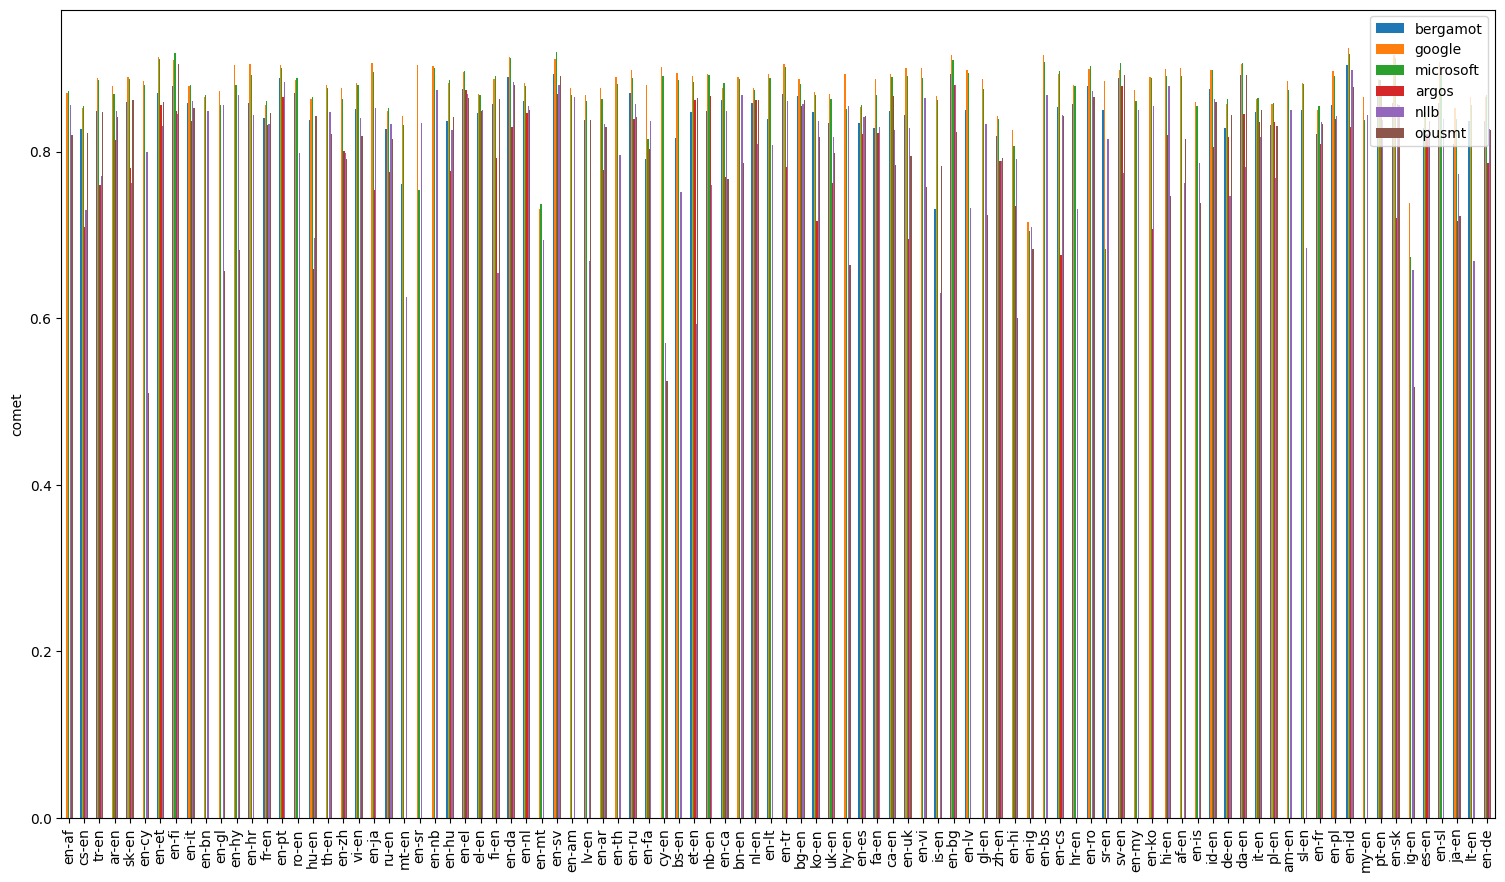 bergamot
google
microsoft
argos
nllb
opusmt
comet
0.8
0.6
0.4
0.2
0.0
en-af
cs-en
tr-en
ar-en
sk-en
en-cy
en-et
en-fi
en-it
en-bn
en-gl
en-hy
en-hr
fr-en
en-pt
ro-en
hu-en
th-en
en-zh
vi-en
en-ja
ru-en
mt-en
en-sr
en-nb
en-hu
en-el
el-en
fi-en
en-da
en-nl
en-mt
en-sv
en-am
lv-en
en-ar
en-th
en-ru
en-fa
cy-en
bs-en
et-en
nb-en
en-ca
bn-en
nl-en
en-lt
en-tr
bg-en
ko-en
uk-en
hy-en
en-es
fa-en
ca-en
en-uk
en-vi
is-en
en-bg
en-lv
gl-en
zh-en
en-hi
en-ig
en-bs
en-cs
hr-en
en-ro
sr-en
sv-en
en-my
en-ko
hi-en
af-en
en-is
id-en
de-en
da-en
it-en
pl-en
am-en
sl-en
en-fr
en-pl
en-id
my-en
pt-en
en-sk
ig-en
es-en
en-sl
ja-en
lt-en
en-de